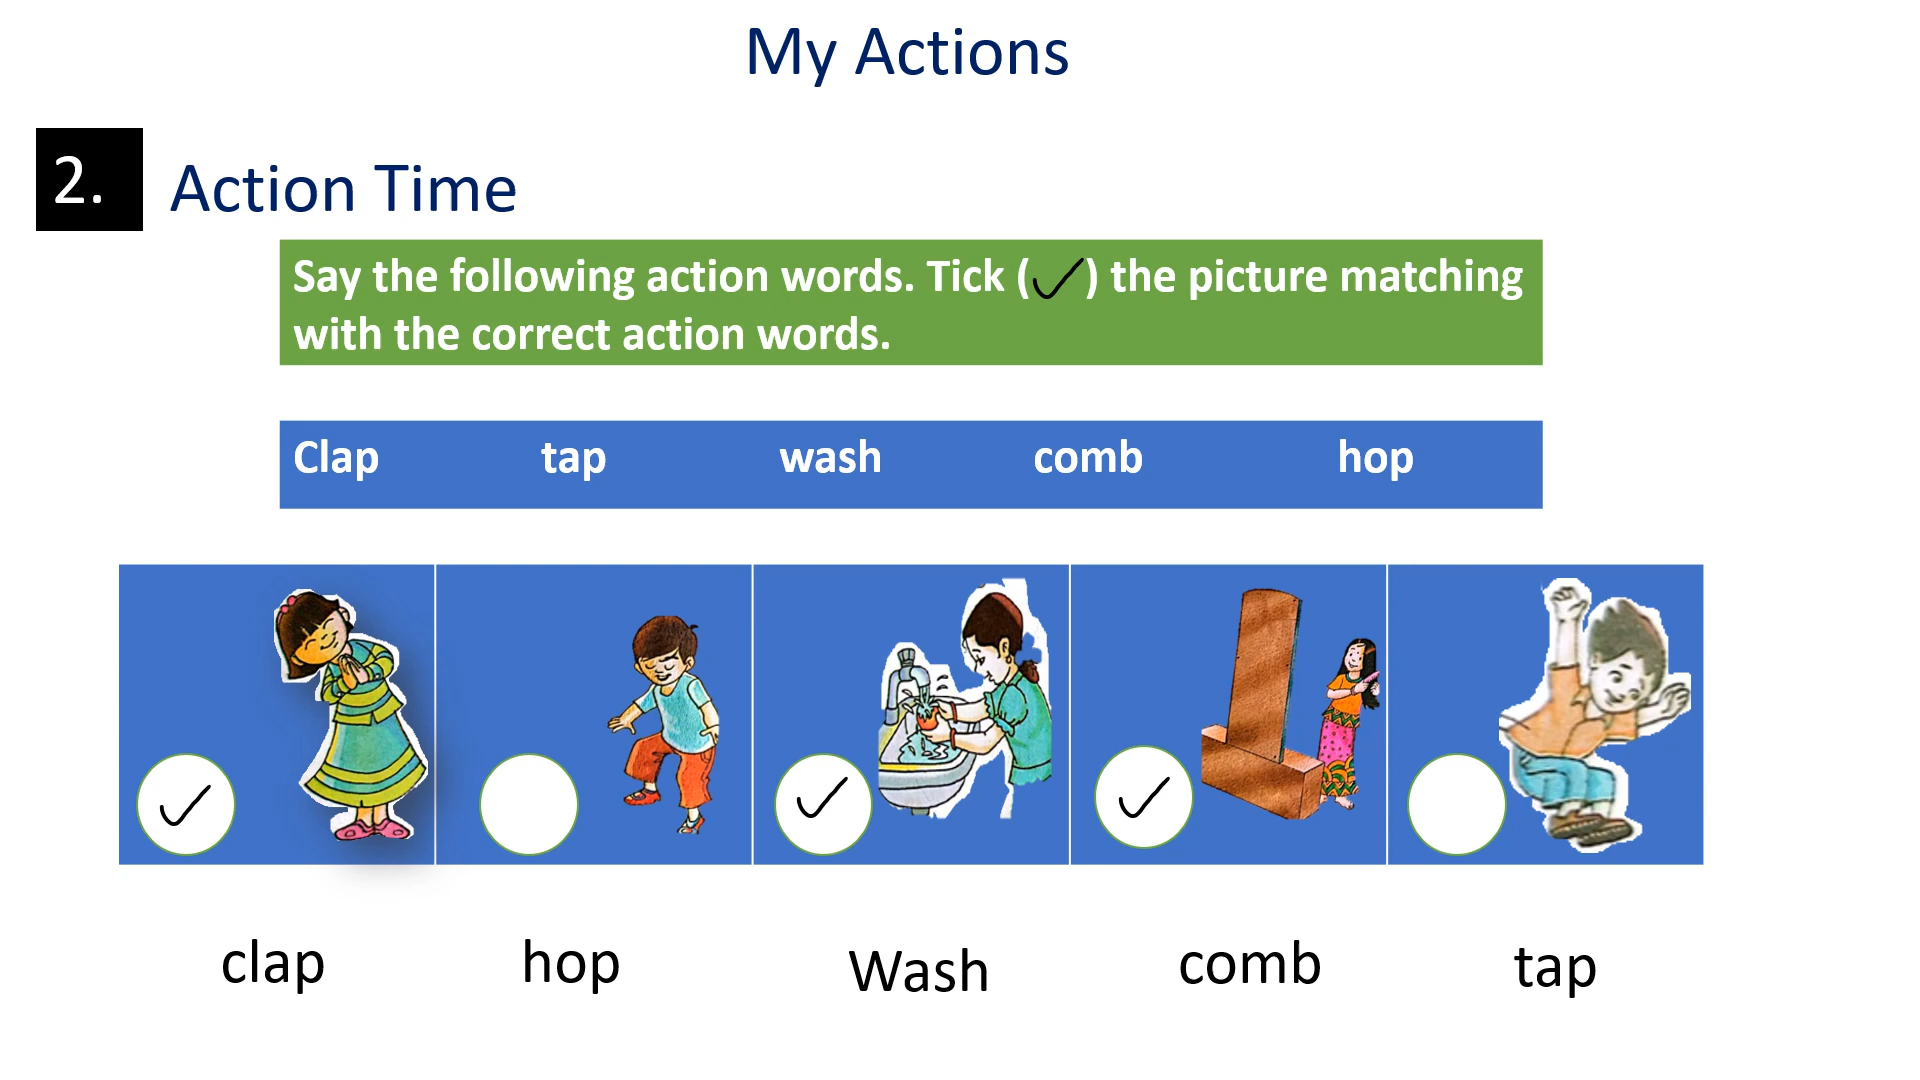 My Actions
2.
Action Time
Say the following action words. Tick (✓) the picture matching
with the correct action words.
Clap tap wash comb hop
clap hop Wash comb tap